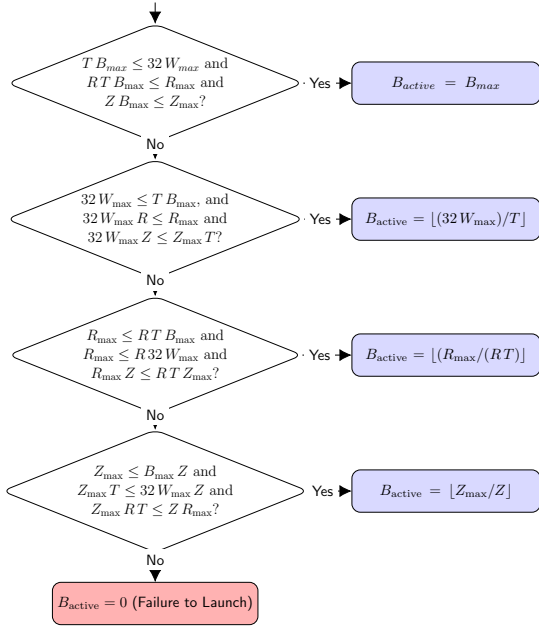 T B_max ≤ 32 W_max and
R T B_max ≤ R_max and
Z B_max ≤ Z_max?
Yes
B_active = B_max
No
32 W_max ≤ T B_max, and
32 W_max R ≤ R_max and
32 W_max Z ≤ Z_max T?
Yes
B_active = ⌊(32 W_max)/T⌋
No
R_max ≤ R T B_max and
R_max ≤ R 32 W_max and
R_max Z ≤ R T Z_max?
Yes
B_active = ⌊(R_max/(R T)⌋
No
Z_max ≤ B_max Z and
Z_max T ≤ 32 W_max Z and
Z_max R T ≤ Z R_max?
Yes
B_active = ⌊Z_max/Z⌋
No
B_active = 0 (Failure to Launch)